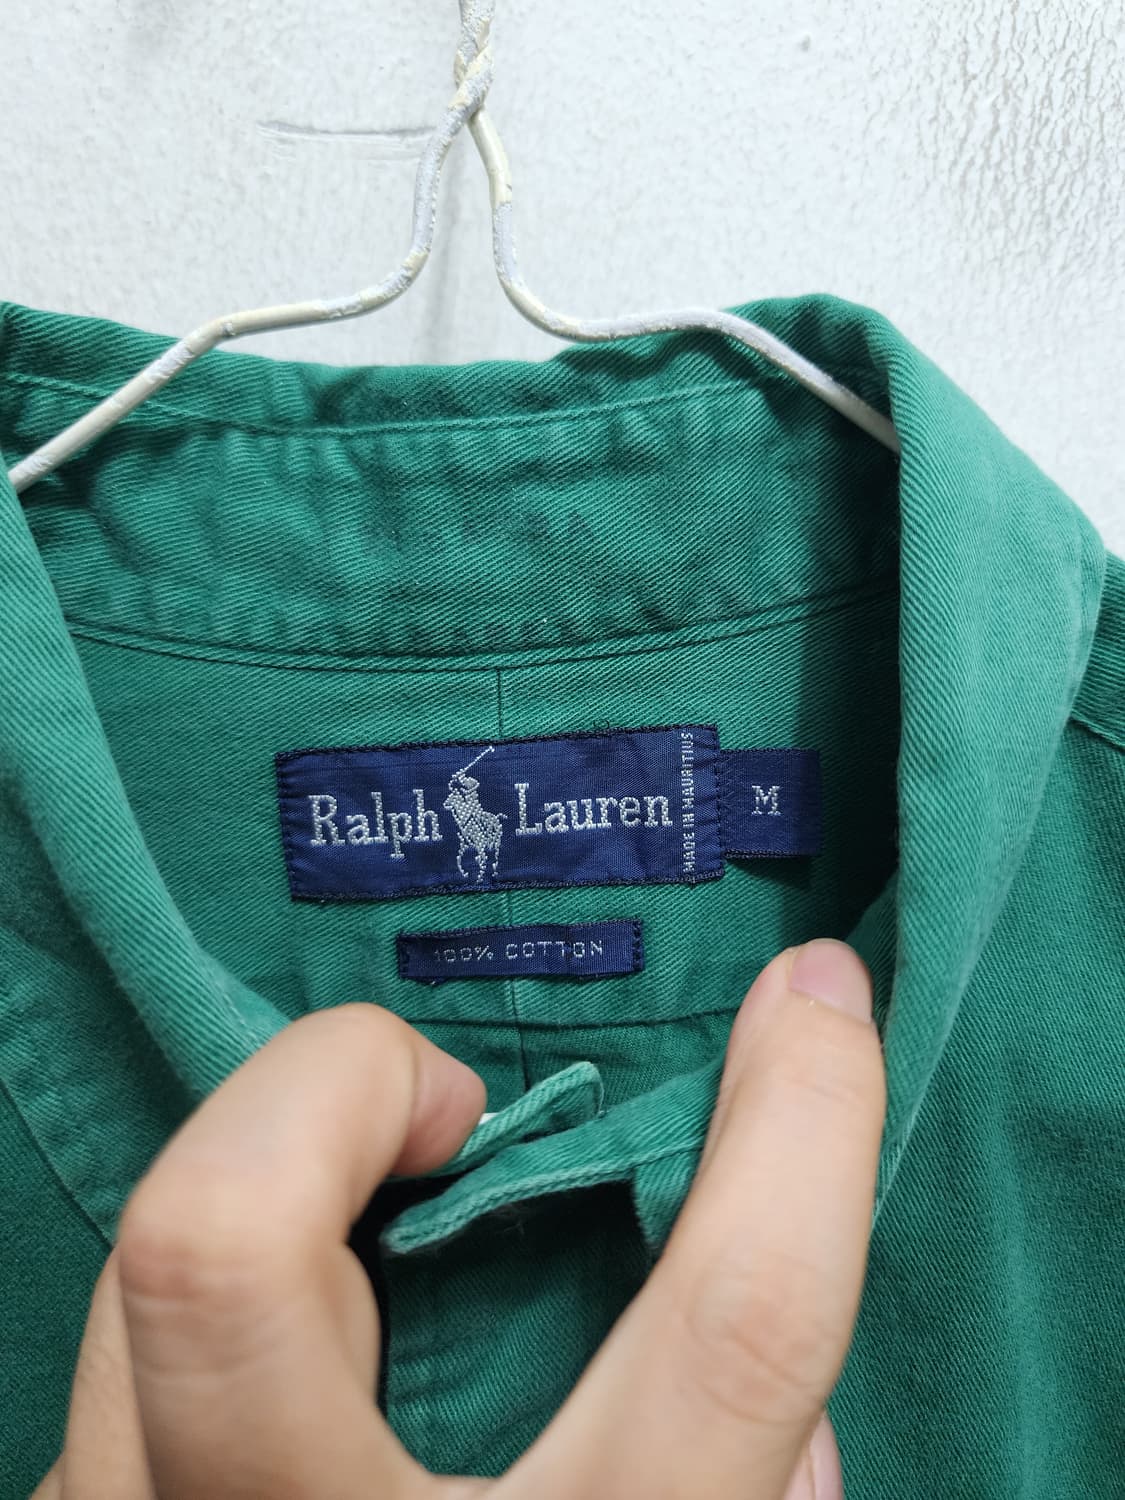 Ralph Lauren
MADE IN MAURITIUS
M
100% COTTON